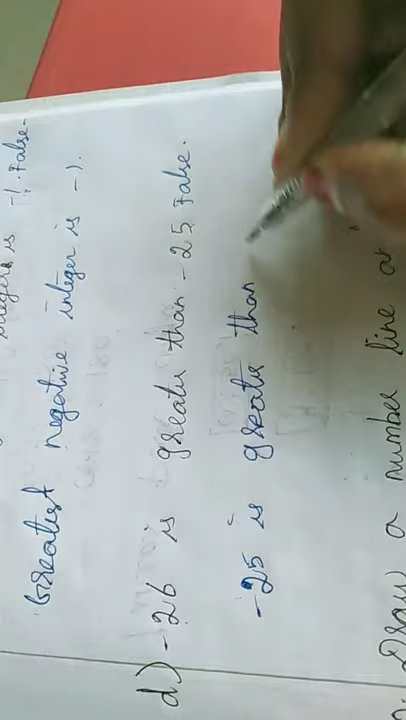 is -1. False.
Greatest negative integer is -1.
d) -26 is greater than -25 False.
-25 is greater than
Draw a number line